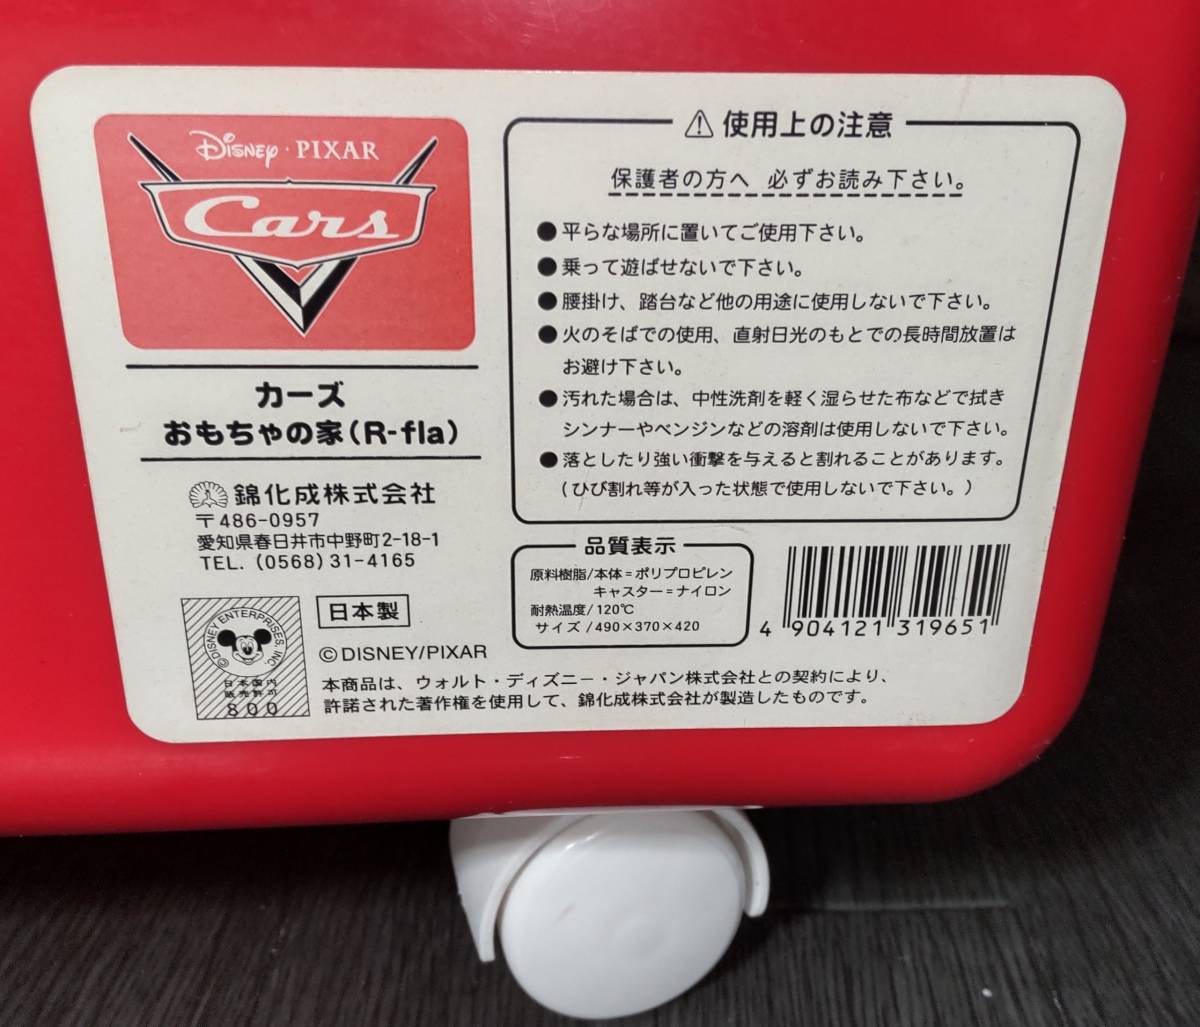 Disney · PIXAR
Cars
カーズ
おもちゃの家(R-fla)
錦化成株式会社
〒486-0957
愛知県春日井市中野町2-18-1
TEL. (0568) 31-4165
©DISNEY ENTERPRISES, INC.
日本国内
販売許可
800
日本製
©DISNEY/PIXAR
本商品は、ウォルト・ディズニー・ジャパン株式会社との契約により、
許諾された著作権を使用して、錦化成株式会社が製造したものです。
⚠使用上の注意
保護者の方へ 必ずお読み下さい。
●平らな場所に置いてご使用下さい。
●乗って遊ばせないで下さい。
●腰掛け、踏台など他の用途に使用しないで下さい。
●火のそばでの使用、直射日光のもとでの長時間放置は
お避け下さい。
●汚れた場合は、中性洗剤を軽く湿らせた布などで拭き
シンナーやベンジンなどの溶剤は使用しないで下さい。
●落としたり強い衝撃を与えると割れることがあります。
(ひび割れ等が入った状態で使用しないで下さい。)
品質表示
原料樹脂/本体=ポリプロピレン
キャスター=ナイロン
耐熱温度/120℃
サイズ/490×370×420
4 904121 319651